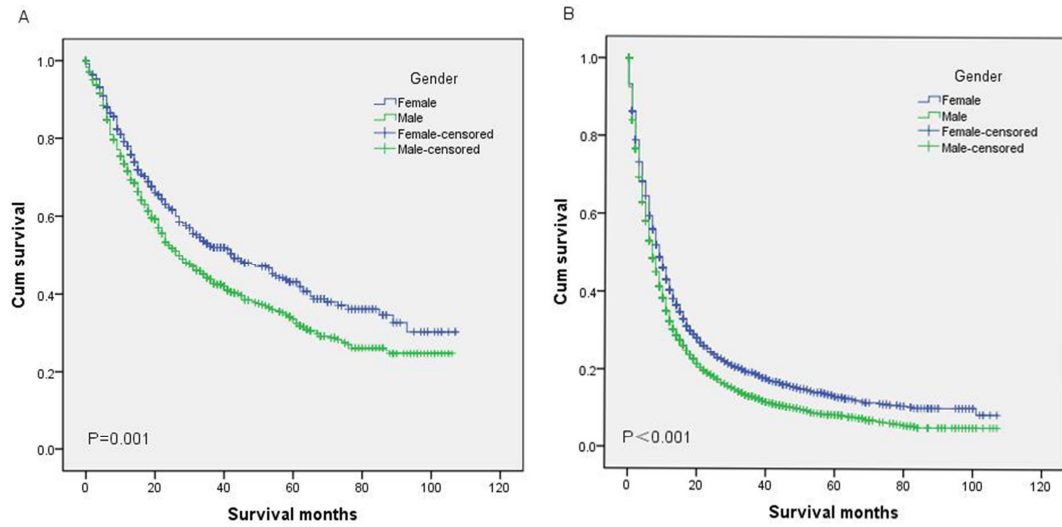 A
Gender
Female
Male
Female-censored
Male-censored
Cum survival
1.0
0.8
0.6
0.4
0.2
0.0
P=0.001
0 20 40 60 80 100 120
Survival months
B
Gender
Female
Male
Female-censored
Male-censored
Cum survival
1.0
0.8
0.6
0.4
0.2
0.0
P<0.001
0 20 40 60 80 100 120
Survival months